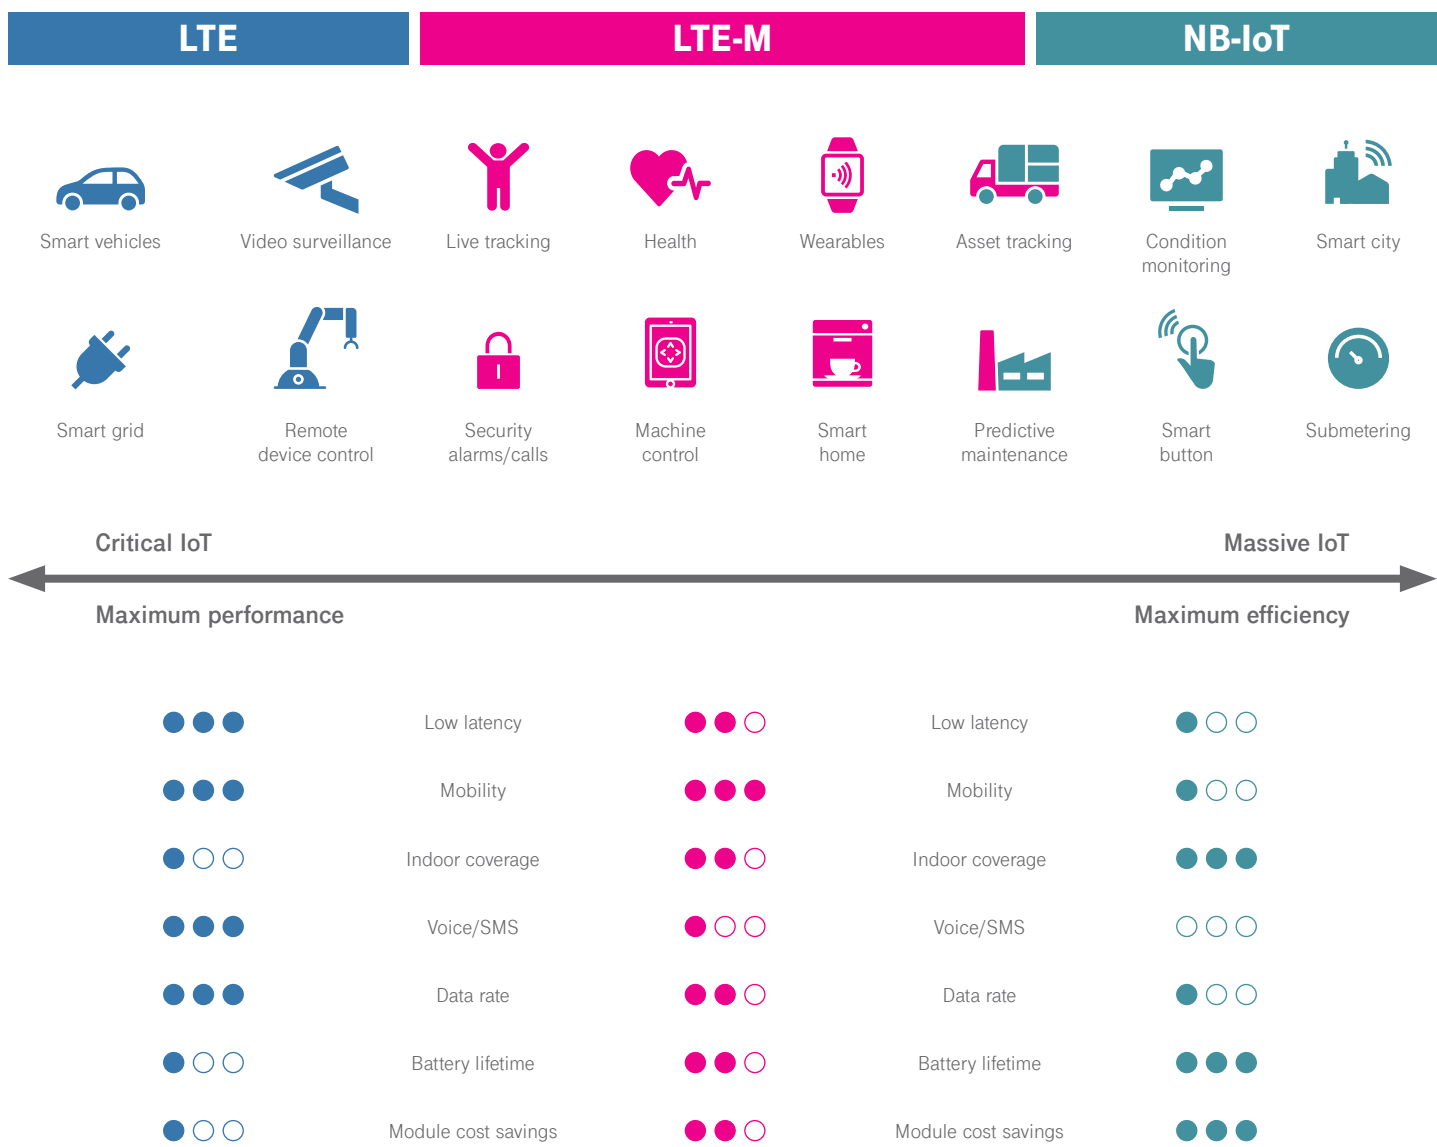 LTE
LTE-M
NB-IoT
Smart vehicles
Video surveillance
Live tracking
Health
Wearables
Asset tracking
Condition
monitoring
Smart city
Smart grid
Remote
device control
Security
alarms/calls
Machine
control
Smart
home
Predictive
maintenance
Smart
button
Submetering
Critical IoT
Massive IoT
Maximum performance
Maximum efficiency
Low latency
Low latency
Mobility
Mobility
Indoor coverage
Indoor coverage
Voice/SMS
Voice/SMS
Data rate
Data rate
Battery lifetime
Battery lifetime
Module cost savings
Module cost savings